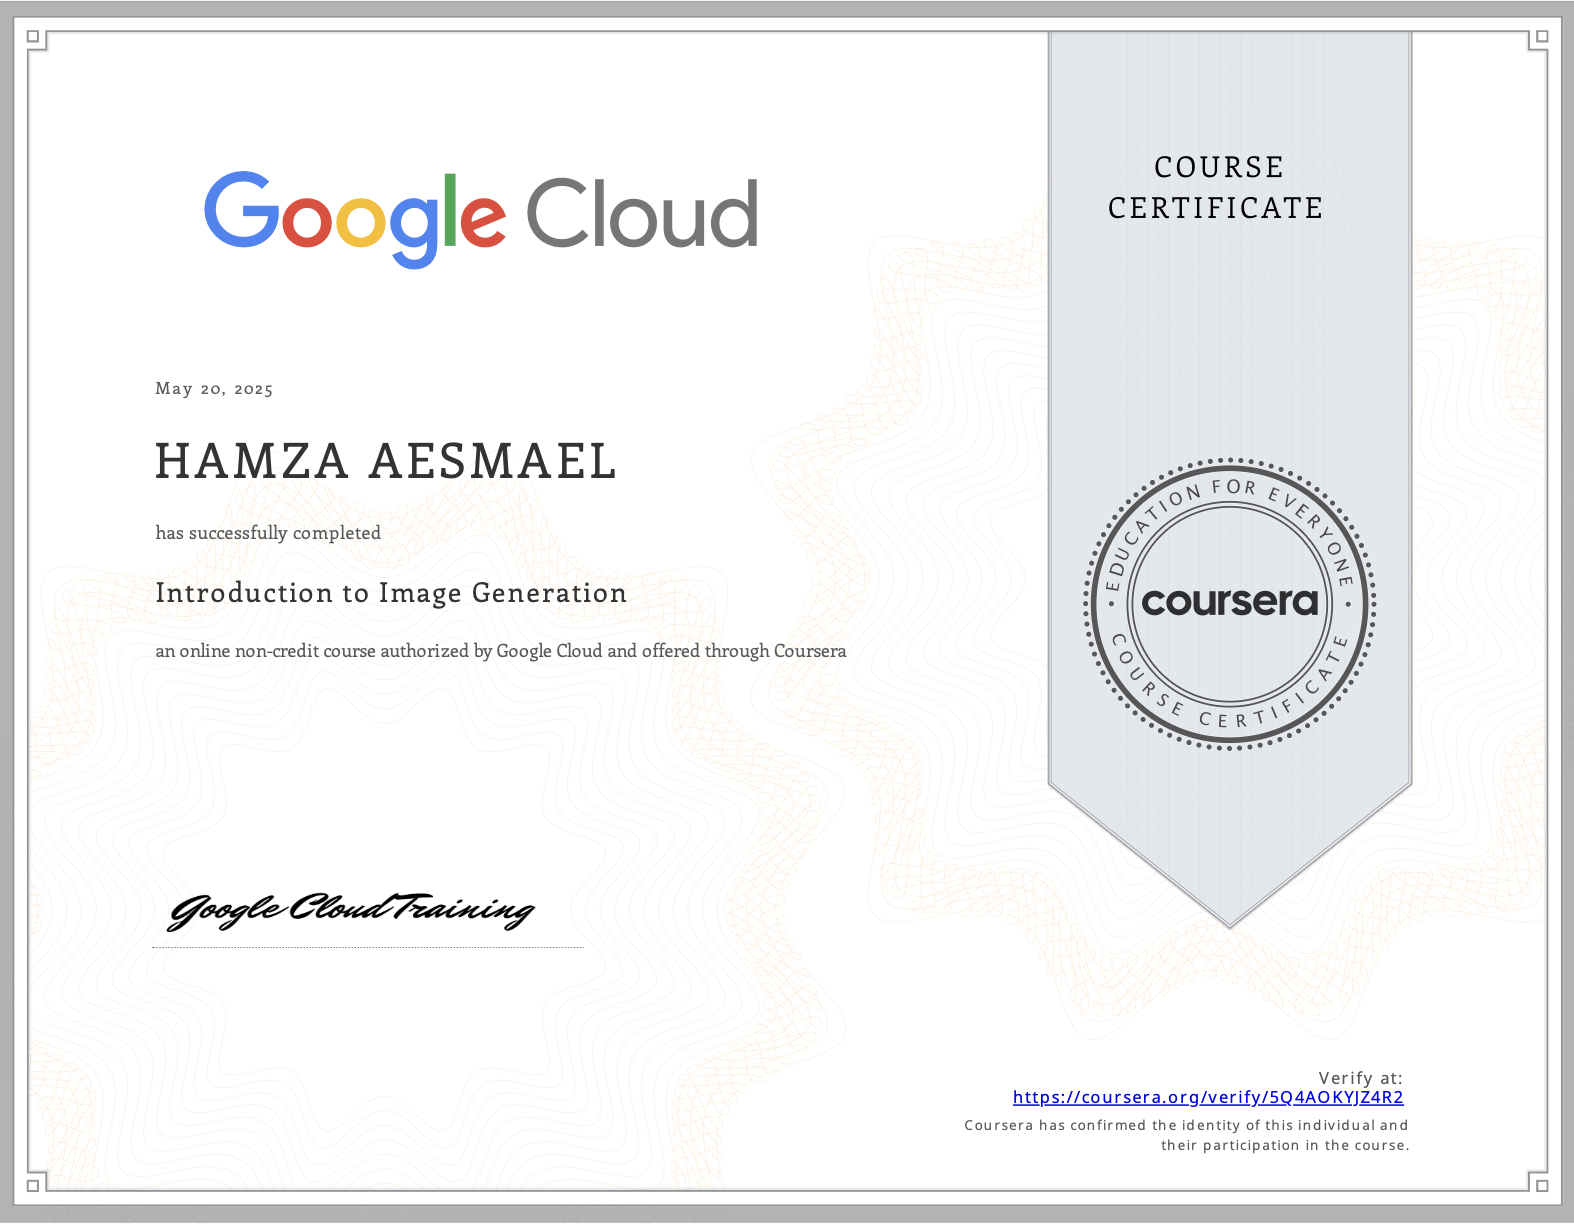 Google Cloud
COURSE
CERTIFICATE
May 20, 2025
HAMZA AESMAEL
has successfully completed
Introduction to Image Generation
an online non-credit course authorized by Google Cloud and offered through Coursera
EDUCATION FOR EVERYONE
coursera
COURSE CERTIFICATE
Google Cloud Training
Verify at:
https://coursera.org/verify/5Q4AOKYJZ4R2
Coursera has confirmed the identity of this individual and
their participation in the course.